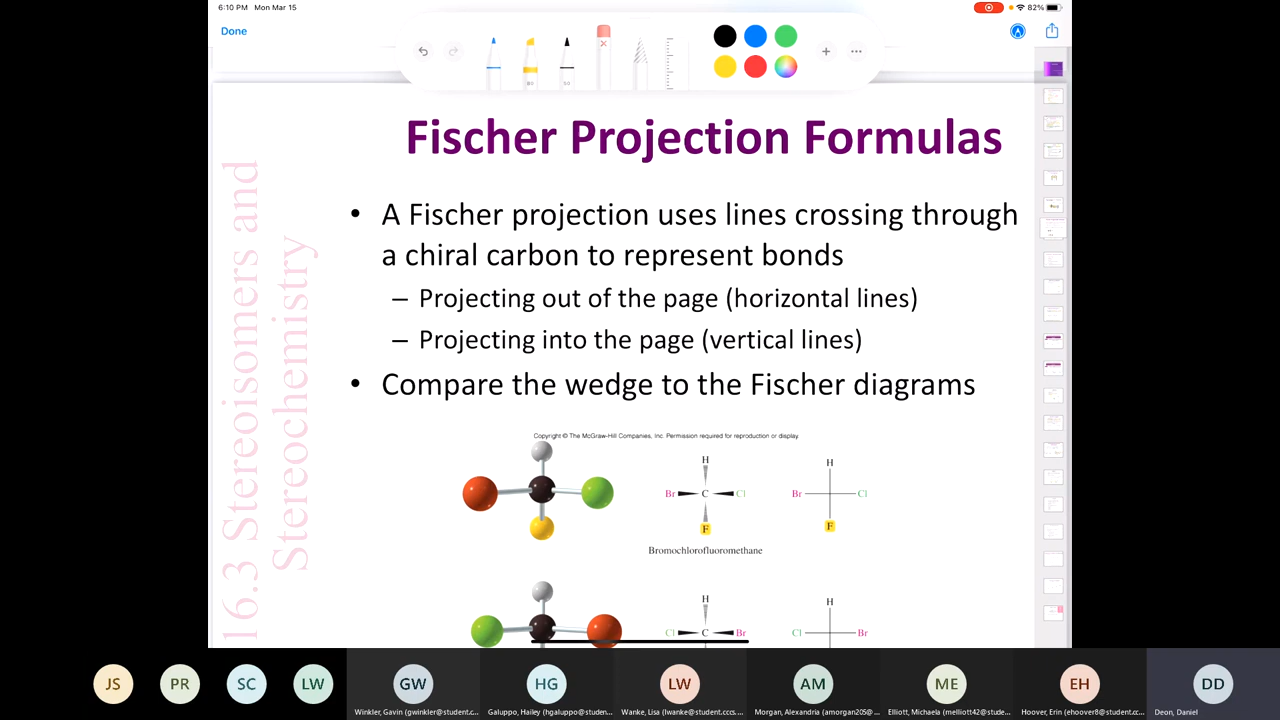 6:10 PM Mon Mar 15
82%
Done
Fischer Projection Formulas
16.3 Stereoisomers and
Stereochemistry
• A Fischer projection uses lines crossing through
a chiral carbon to represent bonds
– Projecting out of the page (horizontal lines)
– Projecting into the page (vertical lines)
• Compare the wedge to the Fischer diagrams
Copyright © The McGraw-Hill Companies, Inc. Permission required for reproduction or display.
H H
Br C Cl Br Cl
F F
Bromochlorofluoromethane
H H
Cl C Br Cl Br
JS PR SC LW GW HG LW AM ME EH DD
Winkler, Gavin (gwinkler@student.c... Galuppo, Hailey (hgaluppo@studen... Wanke, Lisa (lwanke@student.cccs.... Morgan, Alexandria (amorgan205@... Elliott, Michaela (melliott42@stude... Hoover, Erin (ehoover8@student.cc... Deon, Daniel